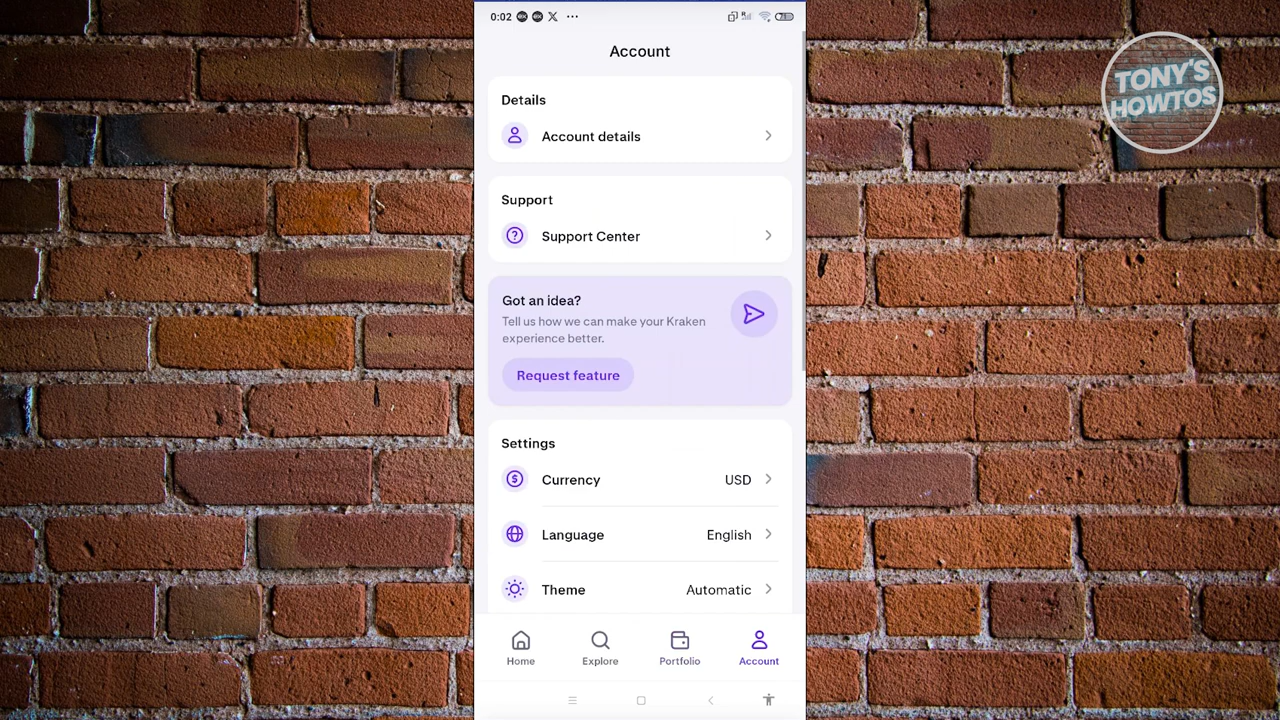 0:02
Account
TONY'S
HOWTOS
Details
Account details
Support
Support Center
Got an idea?
Tell us how we can make your Kraken
experience better.
Request feature
Settings
Currency USD
Language English
Theme Automatic
Home Explore Portfolio Account